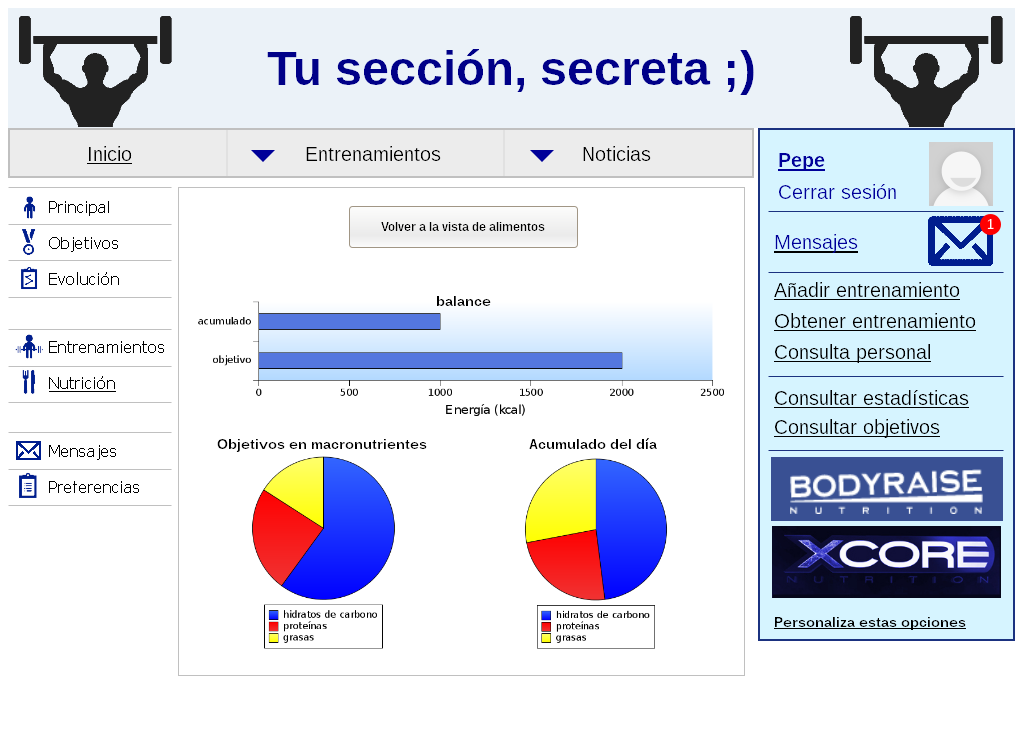 Tu sección, secreta ;)
Inicio
Entrenamientos
Noticias
Principal
Objetivos
Evolución
Entrenamientos
Nutrición
Mensajes
Preterencias
Volver a la vista de alimentos
balance
acumulado
objetivo
0 500 1000 1500 2000 2500
Energía (kcal)
Objetivos en macronutrientes
hidratos de carbono
proteínas
grasas
Acumulado del día
hidratos de carbono
proteínas
grasas
Pepe
Cerrar sesión
Mensajes
1
Añadir entrenamiento
Obtener entrenamiento
Consulta personal
Consultar estadísticas
Consultar objetivos
BODYRAISE
NUTRITION
XCORE
NUTRITION
Personaliza estas opciones